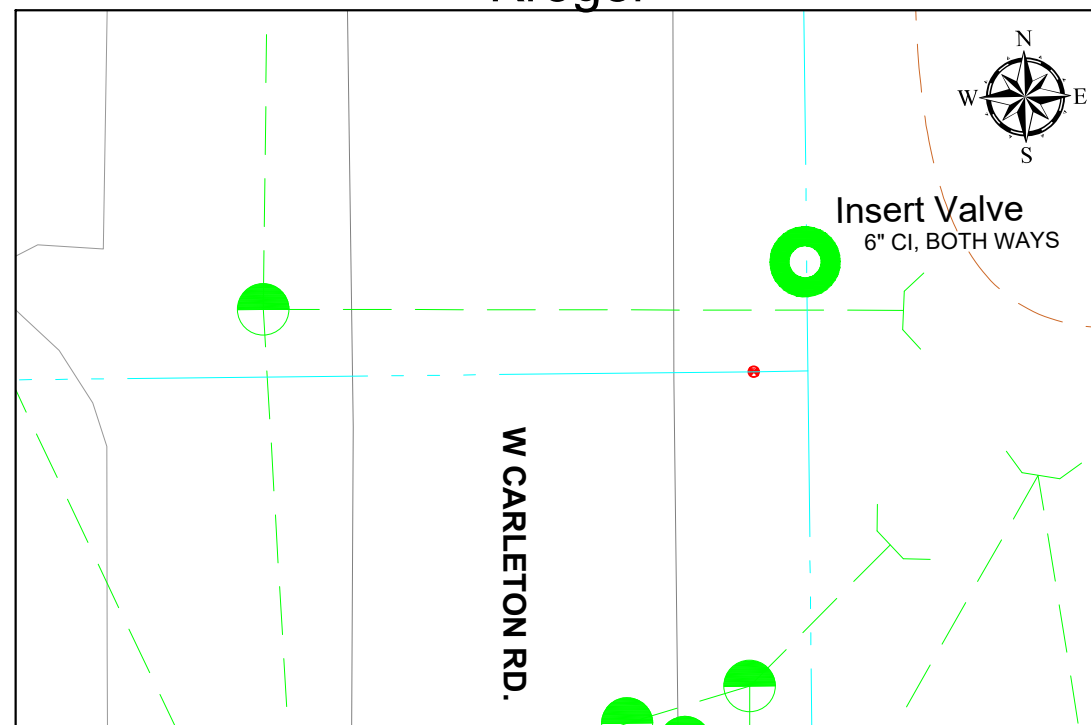 N
W E
S
Insert Valve
6" CI, BOTH WAYS
W CARLETON RD.